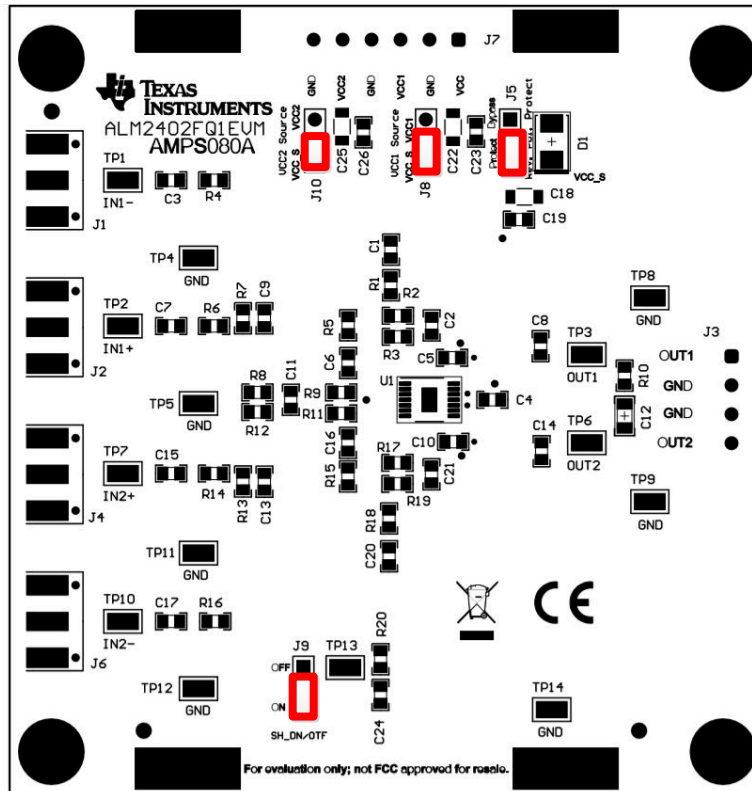 J7
GND
VCC2
GND
VCC1
GND
VCC
TEXAS
INSTRUMENTS
ALM2402FQ1EVM
AMPS080A
VCC2 Source
VCC2
VCC_S
J10
C25
C26
VCC1 Source
VCC1
VCC_S
J8
C22
C23
J5
Bypass
Protect
Protect
D1
VCC_S
C18
C19
TP1
IN1-
C3
R4
J1
TP4
GND
C1
R1
TP8
GND
TP2
IN1+
C7
R6
R7
C9
R5
R2
R3
C2
C5
C8
TP3
OUT1
J3
OUT1
GND
GND
OUT2
J2
C6
U1
R10
C12
TP5
GND
R8
R12
C11
R9
R11
C4
C14
TP6
OUT2
TP7
IN2+
C15
R14
R13
C13
C16
R15
R17
R19
C10
C21
TP9
GND
J4
R18
C20
TP11
GND
TP10
IN2-
C17
R16
CE
J6
TP12
GND
J9
OFF
ON
SH_DN/OTF
TP13
R20
C24
TP14
GND
For evaluation only; not FCC approved for resale.